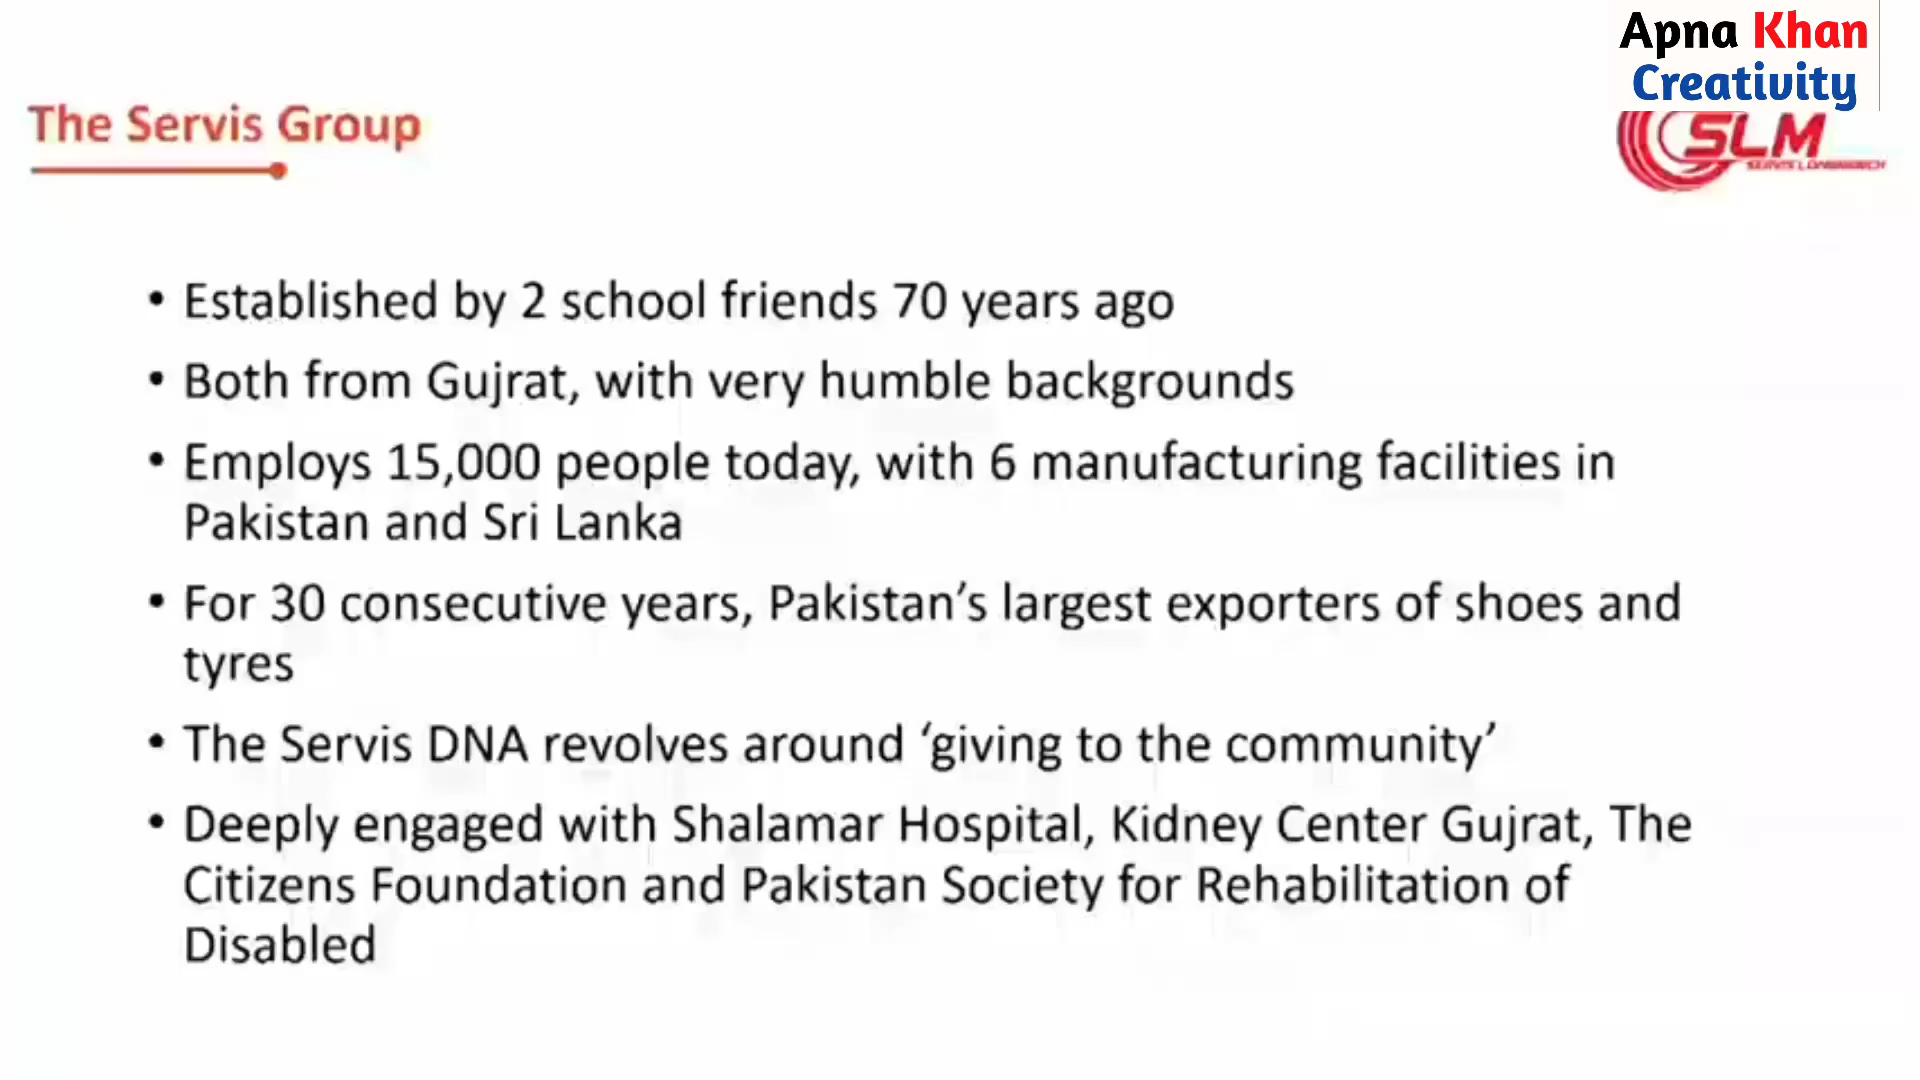 Apna Khan
Creativity
The Servis Group
SLM
• Established by 2 school friends 70 years ago
• Both from Gujrat, with very humble backgrounds
• Employs 15,000 people today, with 6 manufacturing facilities in
Pakistan and Sri Lanka
• For 30 consecutive years, Pakistan’s largest exporters of shoes and
tyres
• The Servis DNA revolves around ‘giving to the community’
• Deeply engaged with Shalamar Hospital, Kidney Center Gujrat, The
Citizens Foundation and Pakistan Society for Rehabilitation of
Disabled